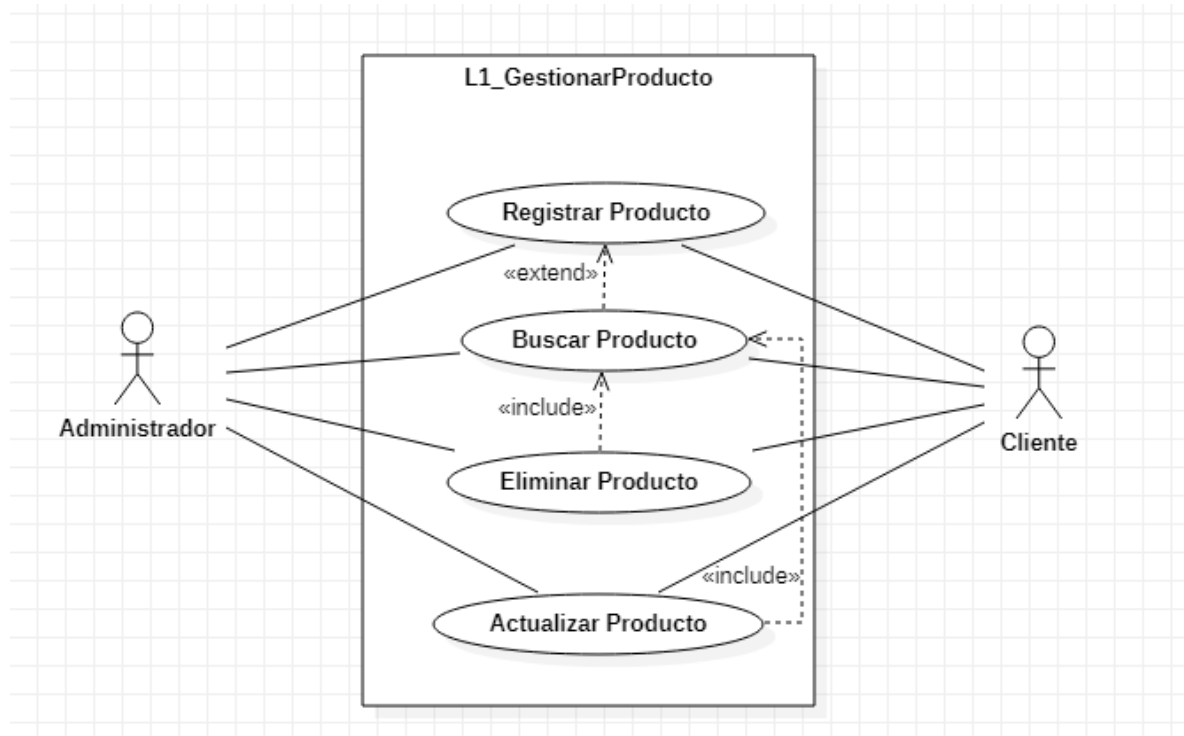 L1_GestionarProducto
Registrar Producto
«extend»
Buscar Producto
«include»
Administrador
Cliente
Eliminar Producto
«include»
Actualizar Producto